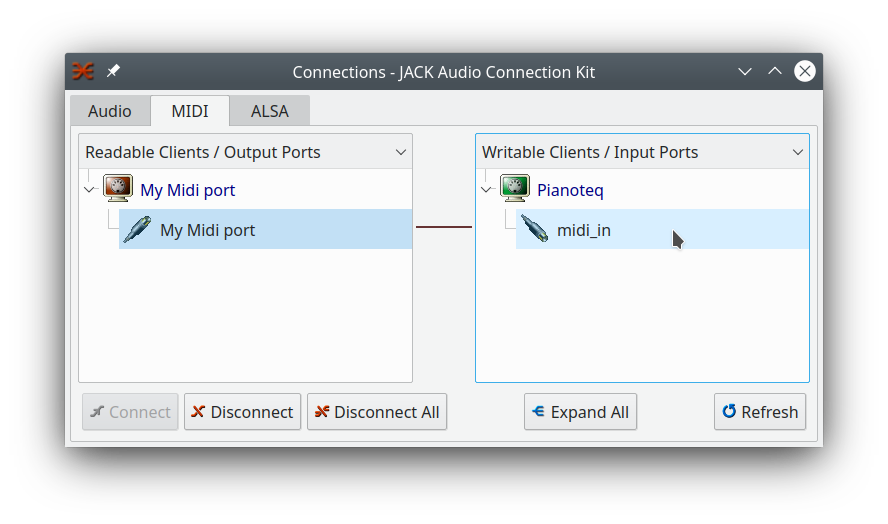 Connections - JACK Audio Connection Kit
Audio MIDI ALSA
Readable Clients / Output Ports
My Midi port
My Midi port
Writable Clients / Input Ports
Pianoteq
midi_in
Connect Disconnect Disconnect All Expand All Refresh